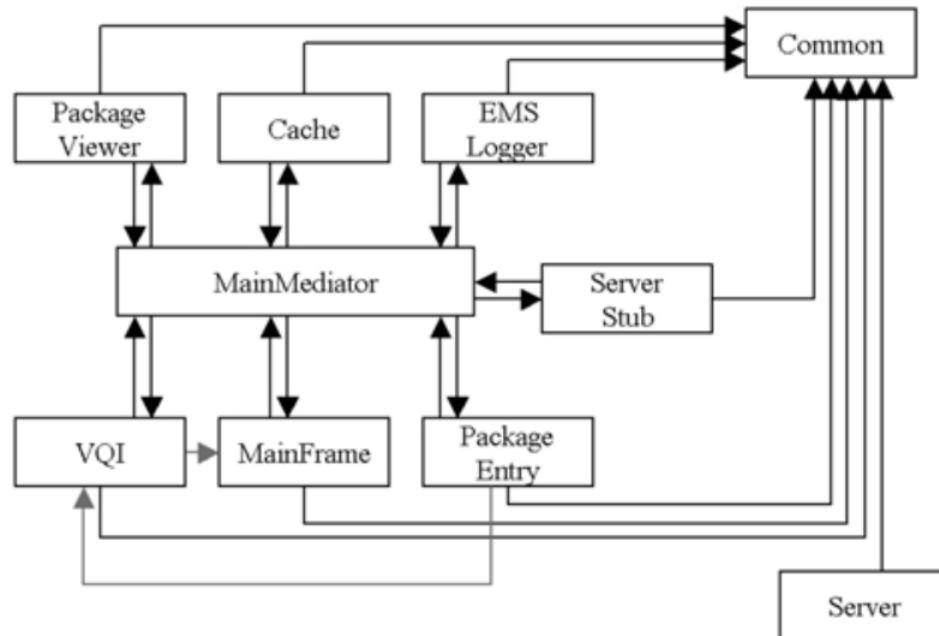 Common
Package
Viewer
Cache
EMS
Logger
MainMediator
Server
Stub
VQI
MainFrame
Package
Entry
Server